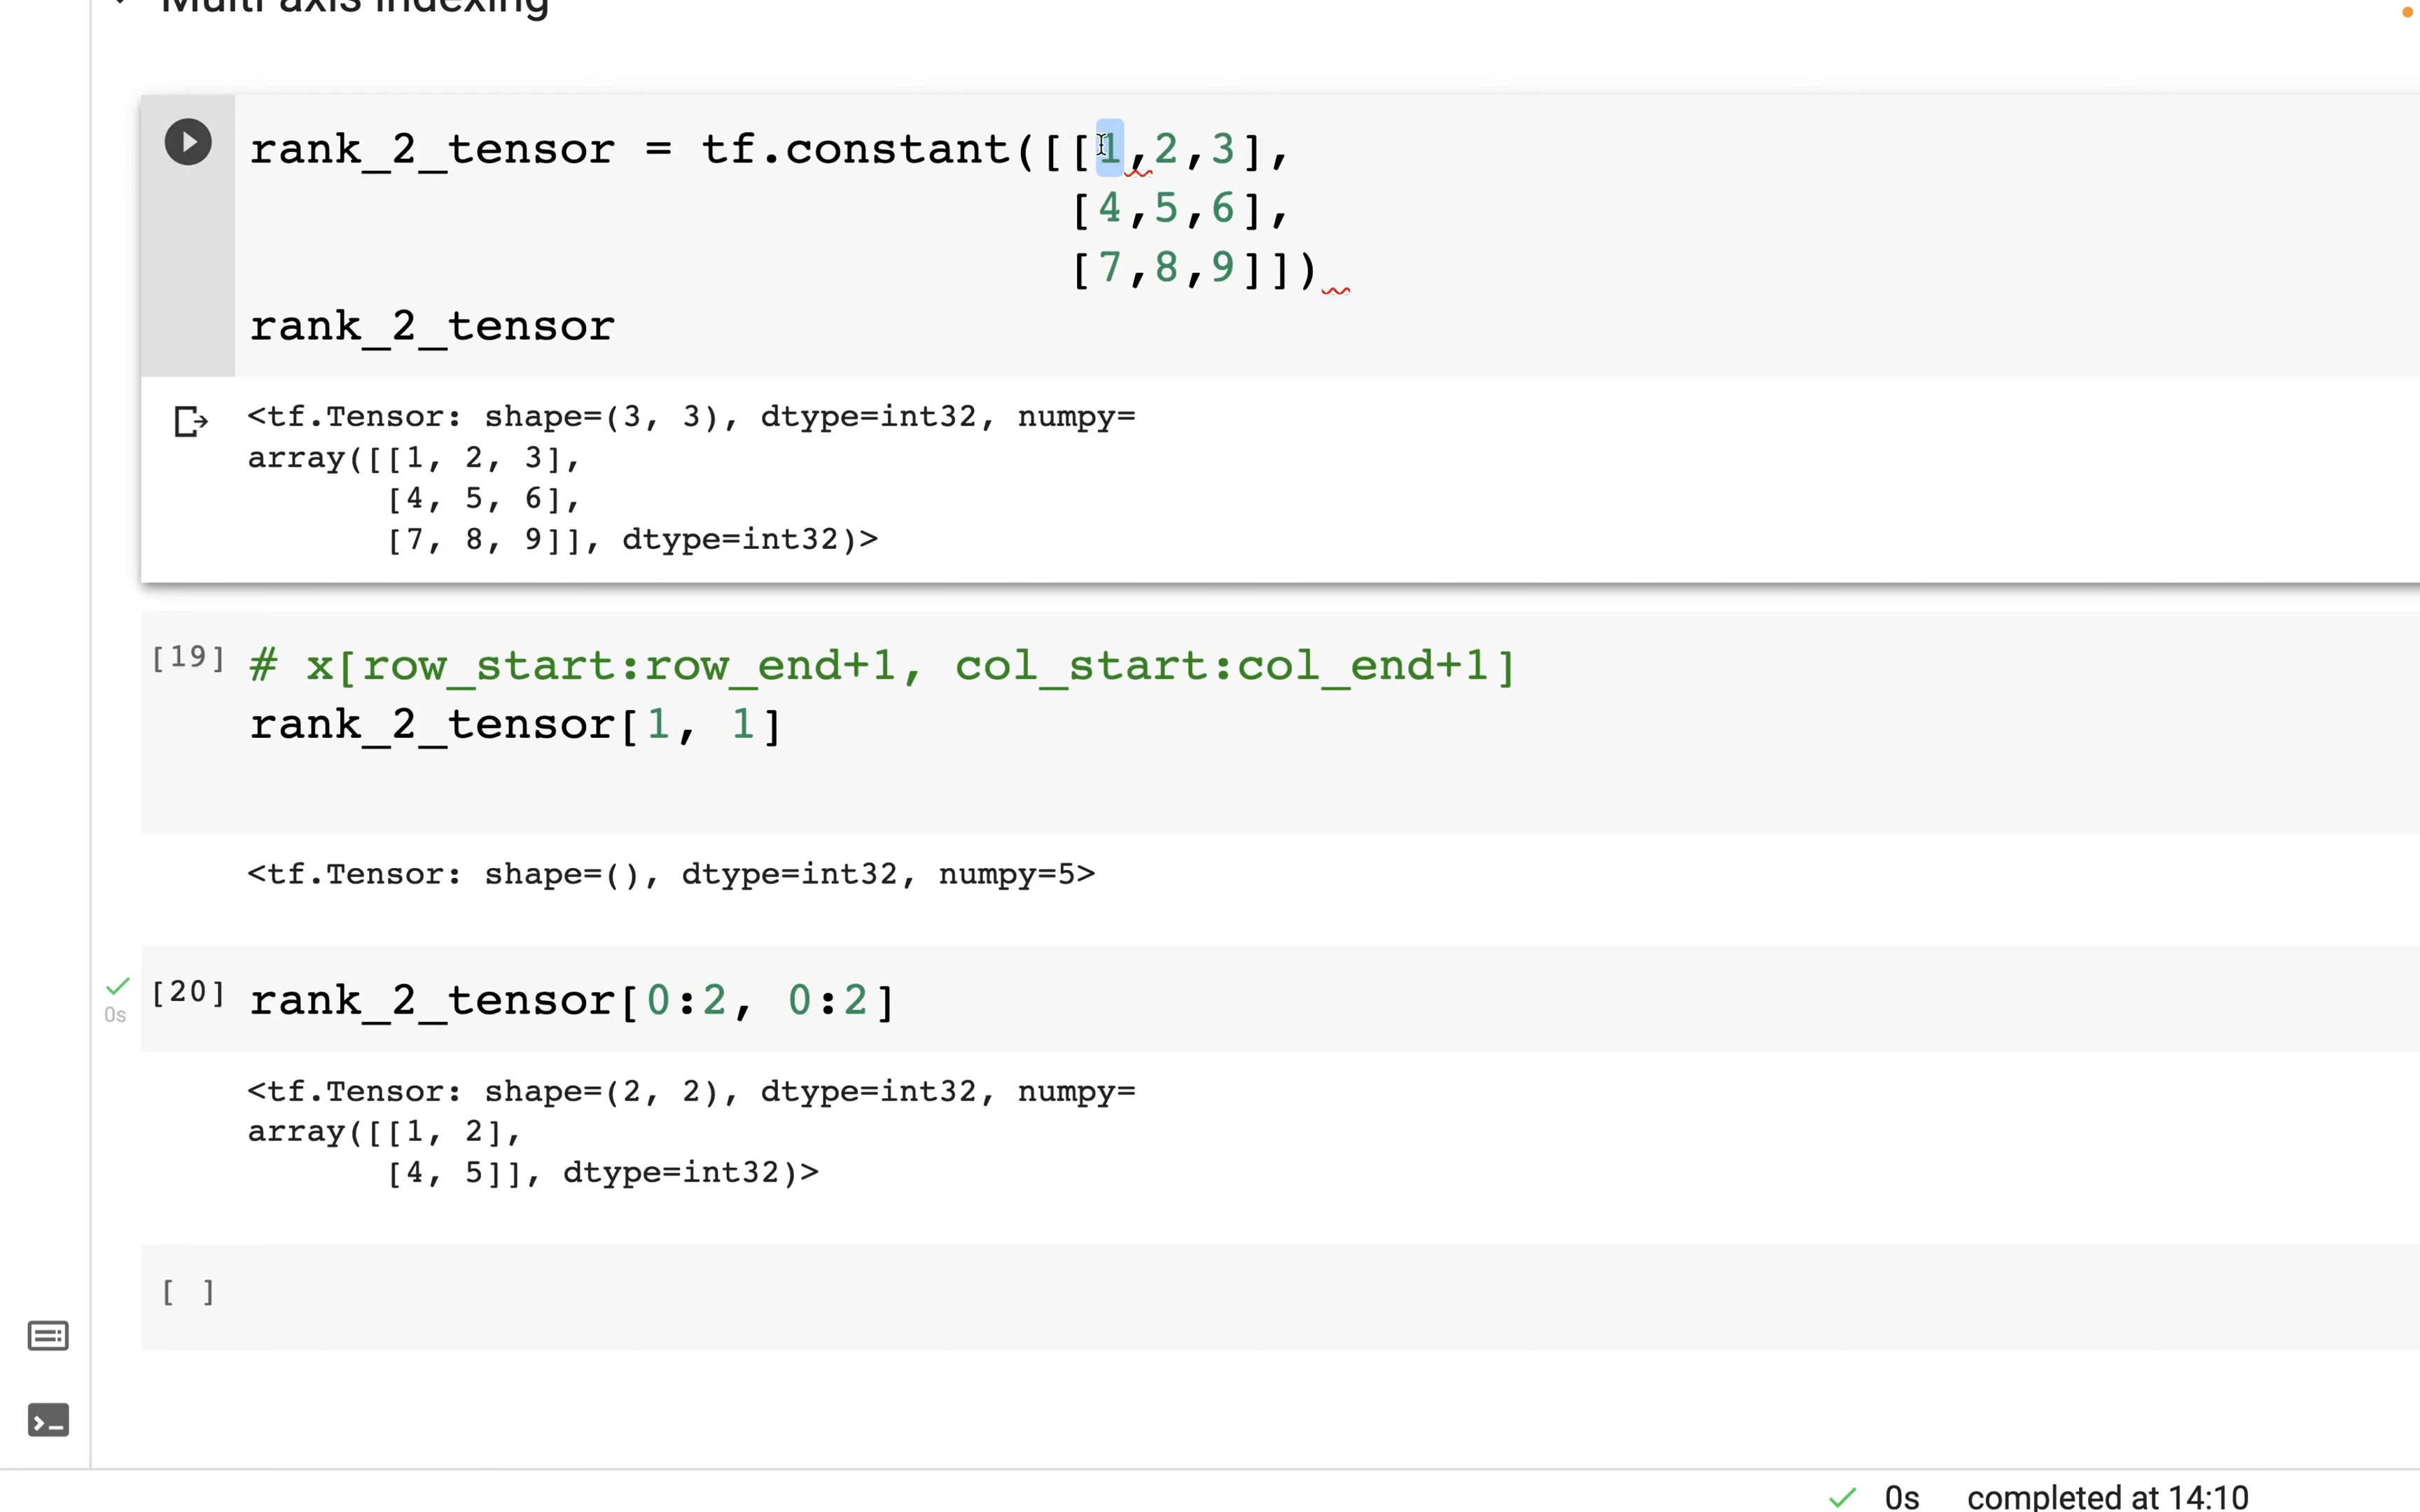 Multi axis indexing
rank_2_tensor = tf.constant([[1,2,3],
[4,5,6],
[7,8,9]])
rank_2_tensor
<tf.Tensor: shape=(3, 3), dtype=int32, numpy=
array([[1, 2, 3],
[4, 5, 6],
[7, 8, 9]], dtype=int32)>
[19] # x[row_start:row_end+1, col_start:col_end+1]
rank_2_tensor[1, 1]
<tf.Tensor: shape=(), dtype=int32, numpy=5>
[20] rank_2_tensor[0:2, 0:2]
0s
<tf.Tensor: shape=(2, 2), dtype=int32, numpy=
array([[1, 2],
[4, 5]], dtype=int32)>
[ ]
0s completed at 14:10